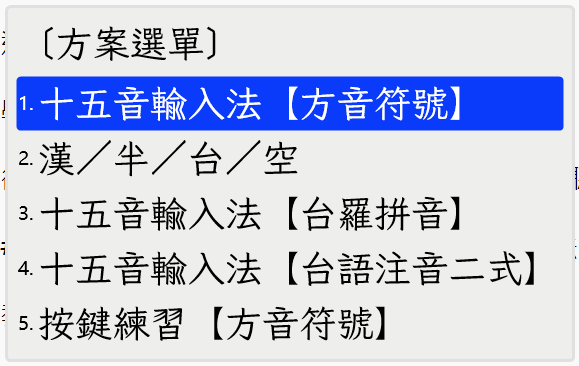 〔方案選單〕
1. 十五音輸入法【方音符號】
2. 漢／半／台／空
3. 十五音輸入法【台羅拼音】
4. 十五音輸入法【台語注音二式】
5. 按鍵練習【方音符號】